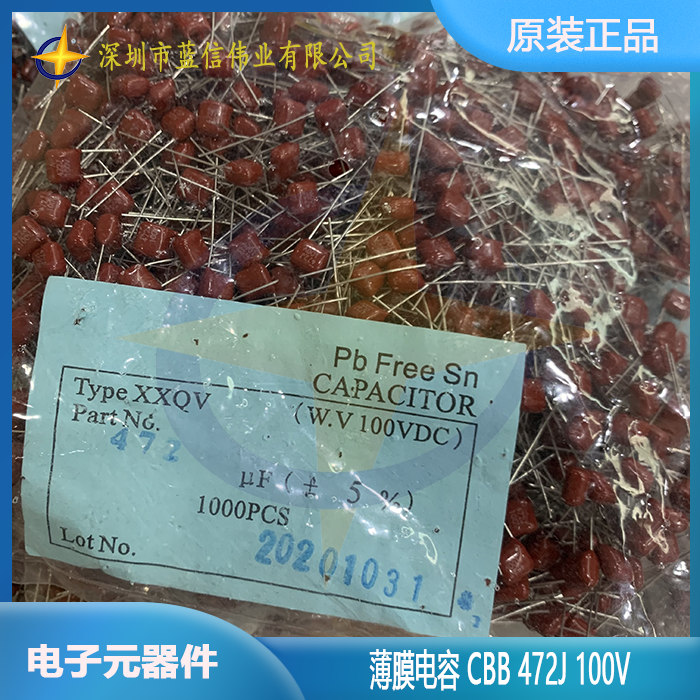 深圳市蓝信伟业有限公司
原装正品
Pb Free Sn
CAPACITOR
Type XXQV
(W.V 100VDC)
Part No.
472
µF (± 5 %)
1000PCS
Lot No.
20201031
电子元器件
薄膜电容 CBB 472J 100V